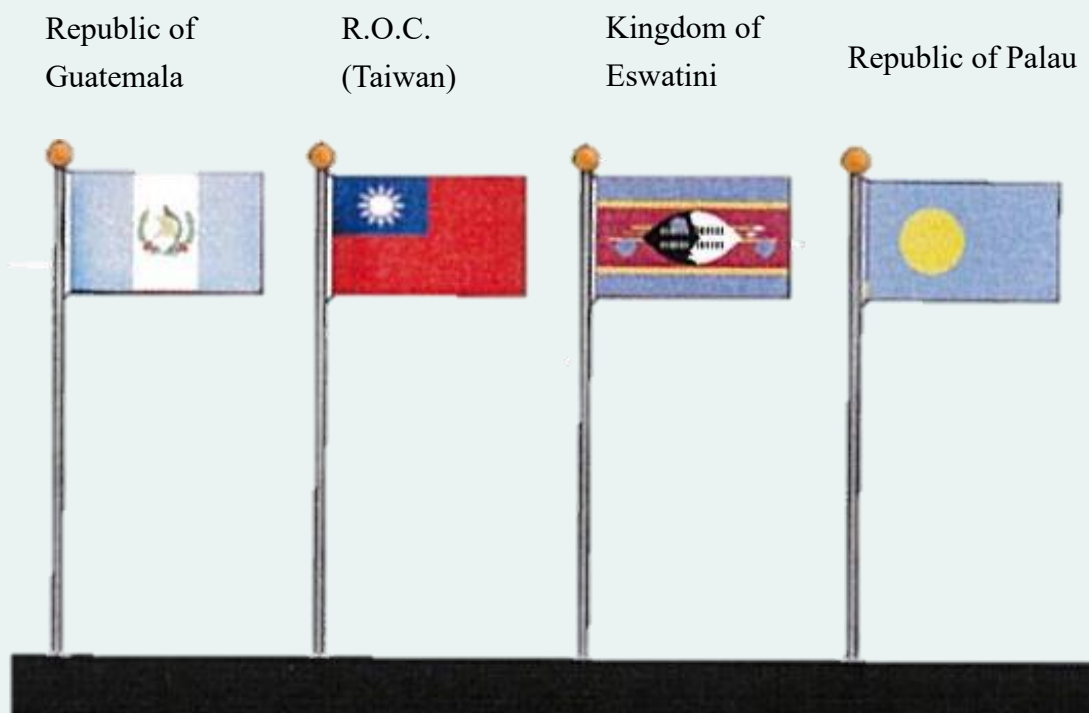 Republic of
Guatemala
R.O.C.
(Taiwan)
Kingdom of
Eswatini
Republic of Palau